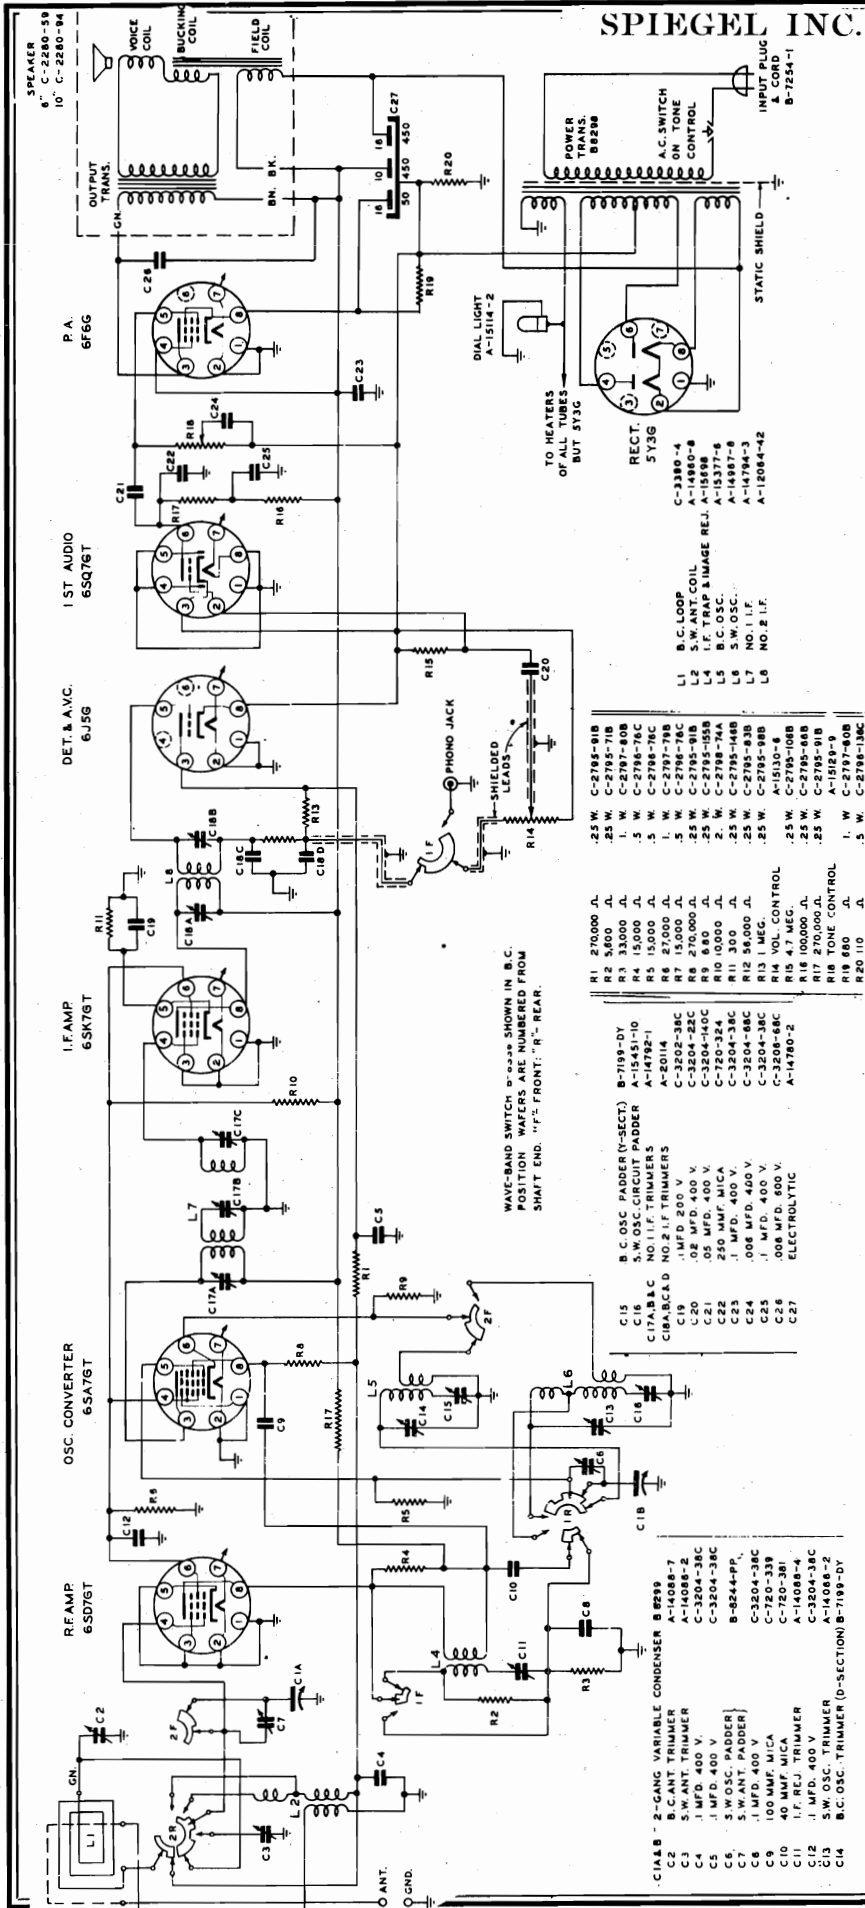 SPIEGEL INC.
SPEAKER
6" C-2280-59
10" C-2280-94
VOICE COIL
BUCKING COIL
FIELD COIL
OUTPUT TRANS.
GN.
BN.
BK.
C26
C27
16
450
10
450
16
50
R20
R19
P.A.
6F6G
C23
R18
C24
C21
C22
R17
C25
R16
1ST AUDIO
6SQ7GT
DET. & A.V.C.
6J5G
R15
C20
SHIELDED LEADS
PHONO JACK
R14
1F
R13
C18B
L8
C18A
C18C
C18D
R11
C19
I.F. AMP.
6SK7GT
R10
C17C
C17B
L7
C17A
C5
R1
R9
2F
OSC. CONVERTER
6SA7GT
R8
C9
R17
L5
C14
C15
L6
C13
C16
C6
1R
C1B
R5
R4
C10
C12
R6
R.F. AMP.
6SD7GT
C8
R3
C11
L4
R2
1F
C1A
C7
2F
C2
GN.
L1
2R
C3
L2
C4
ANT.
GND.
POWER TRANS.
B8298
A.C. SWITCH
ON TONE
CONTROL
INPUT PLUG
& CORD
B-7254-1
STATIC SHIELD
DIAL LIGHT
A-15114-2
TO HEATERS
OF ALL TUBES
BUT 5Y3G
RECT.
5Y3G
WAVE-BAND SWITCH SHOWN IN B.C.
POSITION WAFERS ARE NUMBERED FROM
SHAFT END. "F" FRONT: "R" REAR.
C1A&B - 2-GANG VARIABLE CONDENSER B8299
C2 B.C. ANT. TRIMMER A-14088-7
C3 S.W. ANT. TRIMMER A-14086-2
C4 .1 MFD. 400 V. C-3204-38C
C5 .1 MFD. 400 V. C-3204-38C
C6, S.W OSC. PADDER} B-8244-PP
C7 S.W. ANT. PADDER}
C8 .1 MFD. 400 V C-3204-38C
C9 100 MMF. MICA C-720-339
C10 40 MMF. MICA C-720-381
C11 I.F. REJ. TRIMMER A-14088-4
C12 .1 MFD. 400 V C-3204-38C
C13 S.W. OSC. TRIMMER A-14086-2
C14 B.C. OSC. TRIMMER (D-SECTION) B-7199-DY
C15 B.C. OSC PADDER (Y-SECT.) B-7199-DY
C16 S.W. OSC. CIRCUIT PADDER A-15451-10
C17A,B&C NO.1 I.F. TRIMMERS A-14792-1
C18A,B,C&D NO.2 I.F. TRIMMERS A-20114
C19 .1 MFD 200 V C-3202-38C
C20 .02 MFD. 400 V. C-3204-22C
C21 .05 MFD. 400 V. C-3204-140C
C22 250 MMF. MICA C-720-324
C23 .1 MFD. 400 V. C-3204-38C
C24 .006 MFD. 400 V. C-3204-68C
C25 .1 MFD. 400 V. C-3204-38C
C26 .006 MFD. 600 V. C-3206-68C
C27 ELECTROLYTIC A-14780-2
R1 270,000 Ω .25 W. C-2795-91B
R2 5,600 Ω .25 W. C-2795-71B
R3 33,000 Ω 1. W. C-2797-80B
R4 15,000 Ω .5 W. C-2796-76C
R5 15,000 Ω .5 W. C-2796-76C
R6 27,000 Ω 1. W. C-2797-79B
R7 15,000 Ω .5 W. C-2796-76C
R8 270,000 Ω .25 W. C-2795-91B
R9 680 Ω .25 W. C-2795-155B
R10 10,000 Ω 2. W. C-2798-74A
R11 300 Ω .25 W. C-2795-146B
R12 56,000 Ω .25 W. C-2795-83B
R13 1 MEG. .25 W. C-2795-98B
R14 VOL. CONTROL A-15130-6
R15 4.7 MEG. .25 W. C-2795-106B
R16 100,000 Ω .25 W. C-2795-86B
R17 270,000 Ω .25 W. C-2795-91B
R18 TONE CONTROL A-15129-9
R19 680 Ω 1. W C-2797-60B
R20 110 Ω .5 W. C-2796-136C
L1 B.C. LOOP C-3380-4
L2 S.W. ANT. COIL A-14960-8
L4 I.F. TRAP & IMAGE REJ. A-15698
L5 B.C. OSC. A-15377-6
L6 S.W. OSC. A-14967-8
L7 NO.1 I.F. A-14794-3
L8 NO.2 I.F. A-12064-42